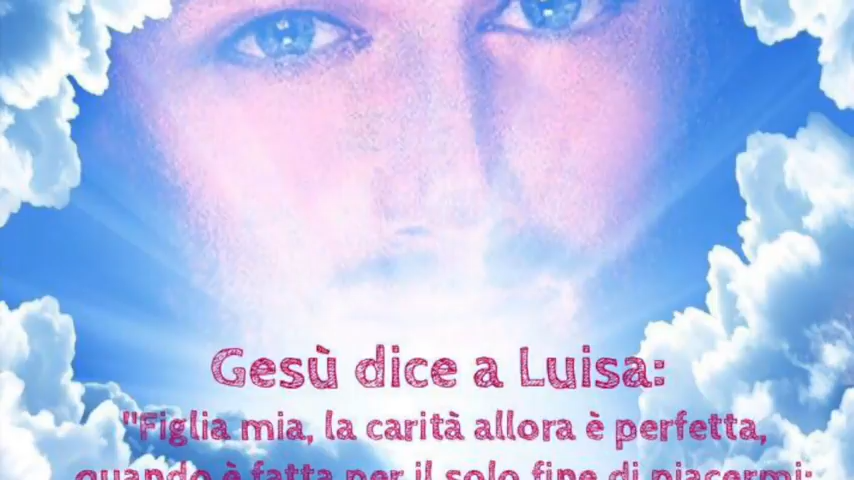 Gesù dice a Luisa:
"Figlia mia, la carità allora è perfetta,
quando è fatta per il solo fine di piacermi;